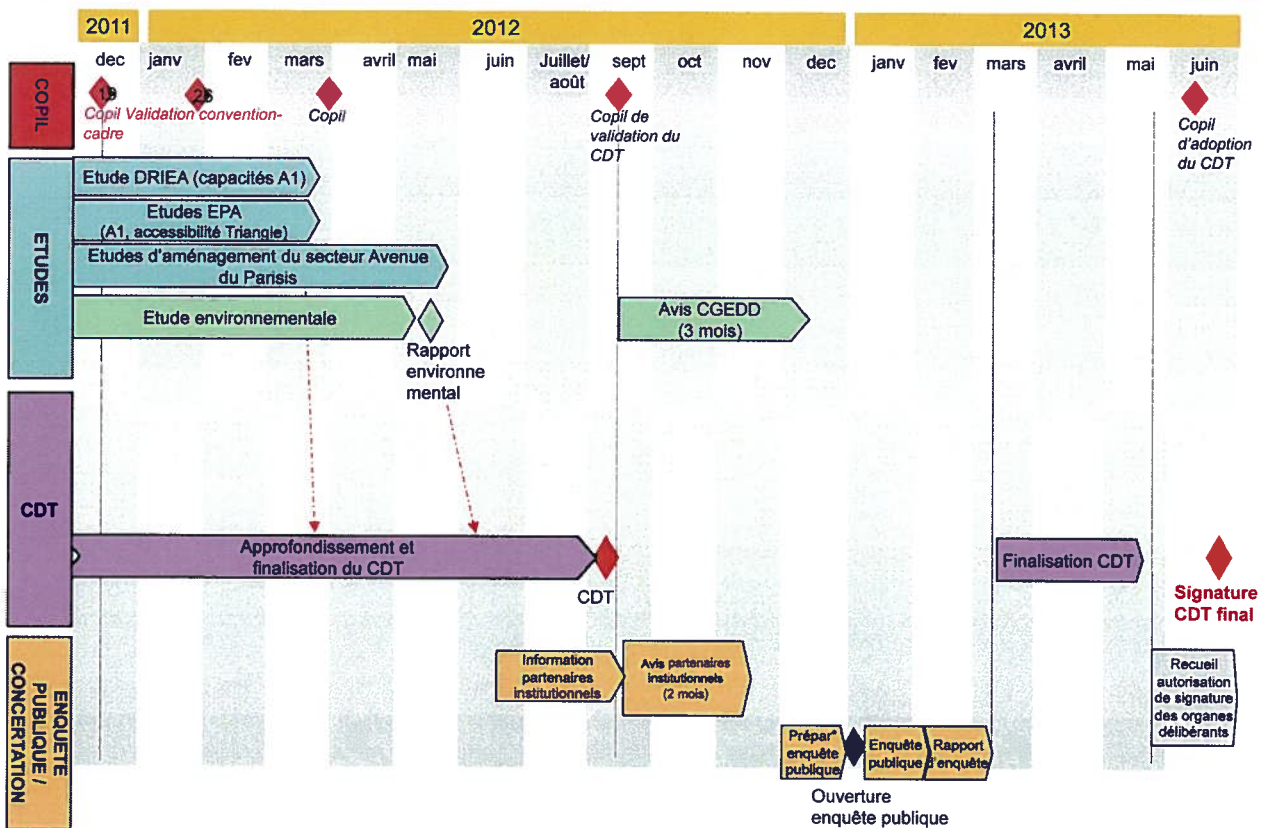 2011
2012
2013
dec
janv
fev
mars
avril
mai
juin
Juillet/
août
sept
oct
nov
dec
janv
fev
mars
avril
mai
juin
COPIL
Copil Validation convention-
cadre
Copil
Copil de
validation du
CDT
Copil
d'adoption
du CDT
ETUDES
Etude DRIEA (capacités A1)
Etudes EPA
(A1, accessibilité Triangle)
Etudes d'aménagement du secteur Avenue
du Parisis
Etude environnementale
Rapport
environne
mental
Avis CGEDD
(3 mois)
CDT
Approfondissement et
finalisation du CDT
CDT
Finalisation CDT
Signature
CDT final
ENQUETE
PUBLIQUE /
CONCERTATION
Information
partenaires
institutionnels
Avis partenaires
institutionnels
(2 mois)
Prépar°
enquête
publique
Enquête
publique
Rapport
d'enquête
Ouverture
enquête publique
Recueil
autorisation
de signature
des organes
délibérants